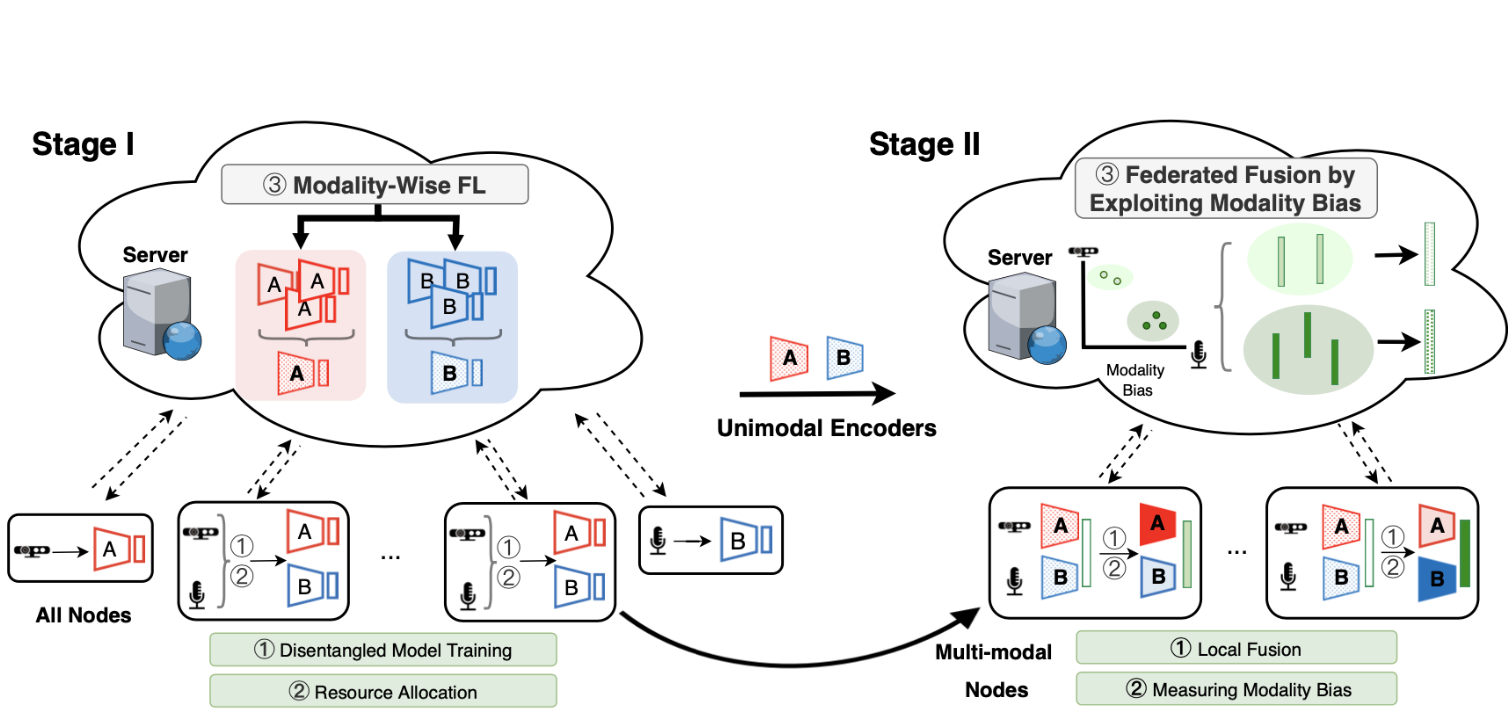 Stage I
③ Modality-Wise FL
Server
A
A
A
B
B
B
A
B
A
A
B
...
A
B
B
①
②
①
②
All Nodes
① Disentangled Model Training
② Resource Allocation
A
B
Unimodal Encoders
Stage II
③ Federated Fusion by
Exploiting Modality Bias
Server
Modality
Bias
A
B
①
②
A
B
...
A
B
①
②
A
B
Multi-modal
Nodes
① Local Fusion
② Measuring Modality Bias